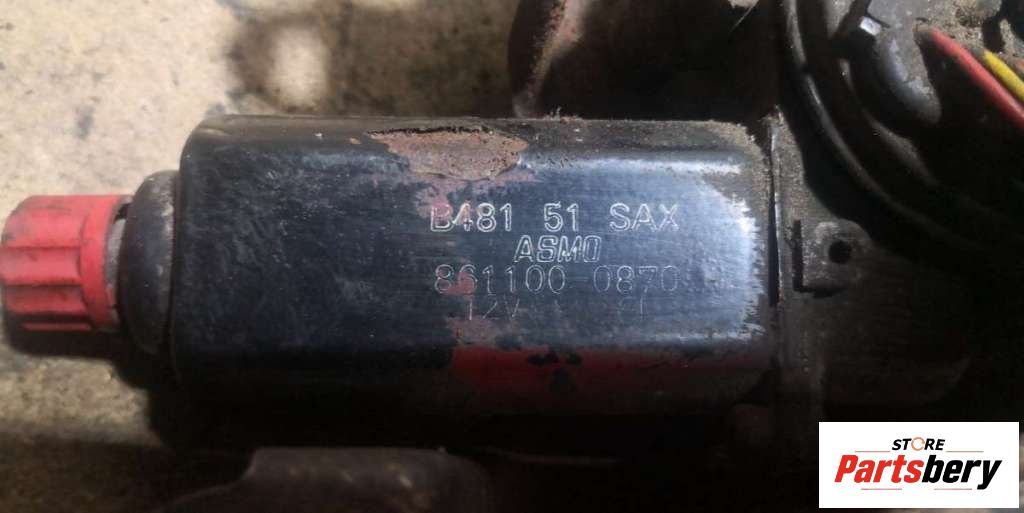 B481 51 SAX
ASMO
861100-0870
12V
STORE
Partsbery